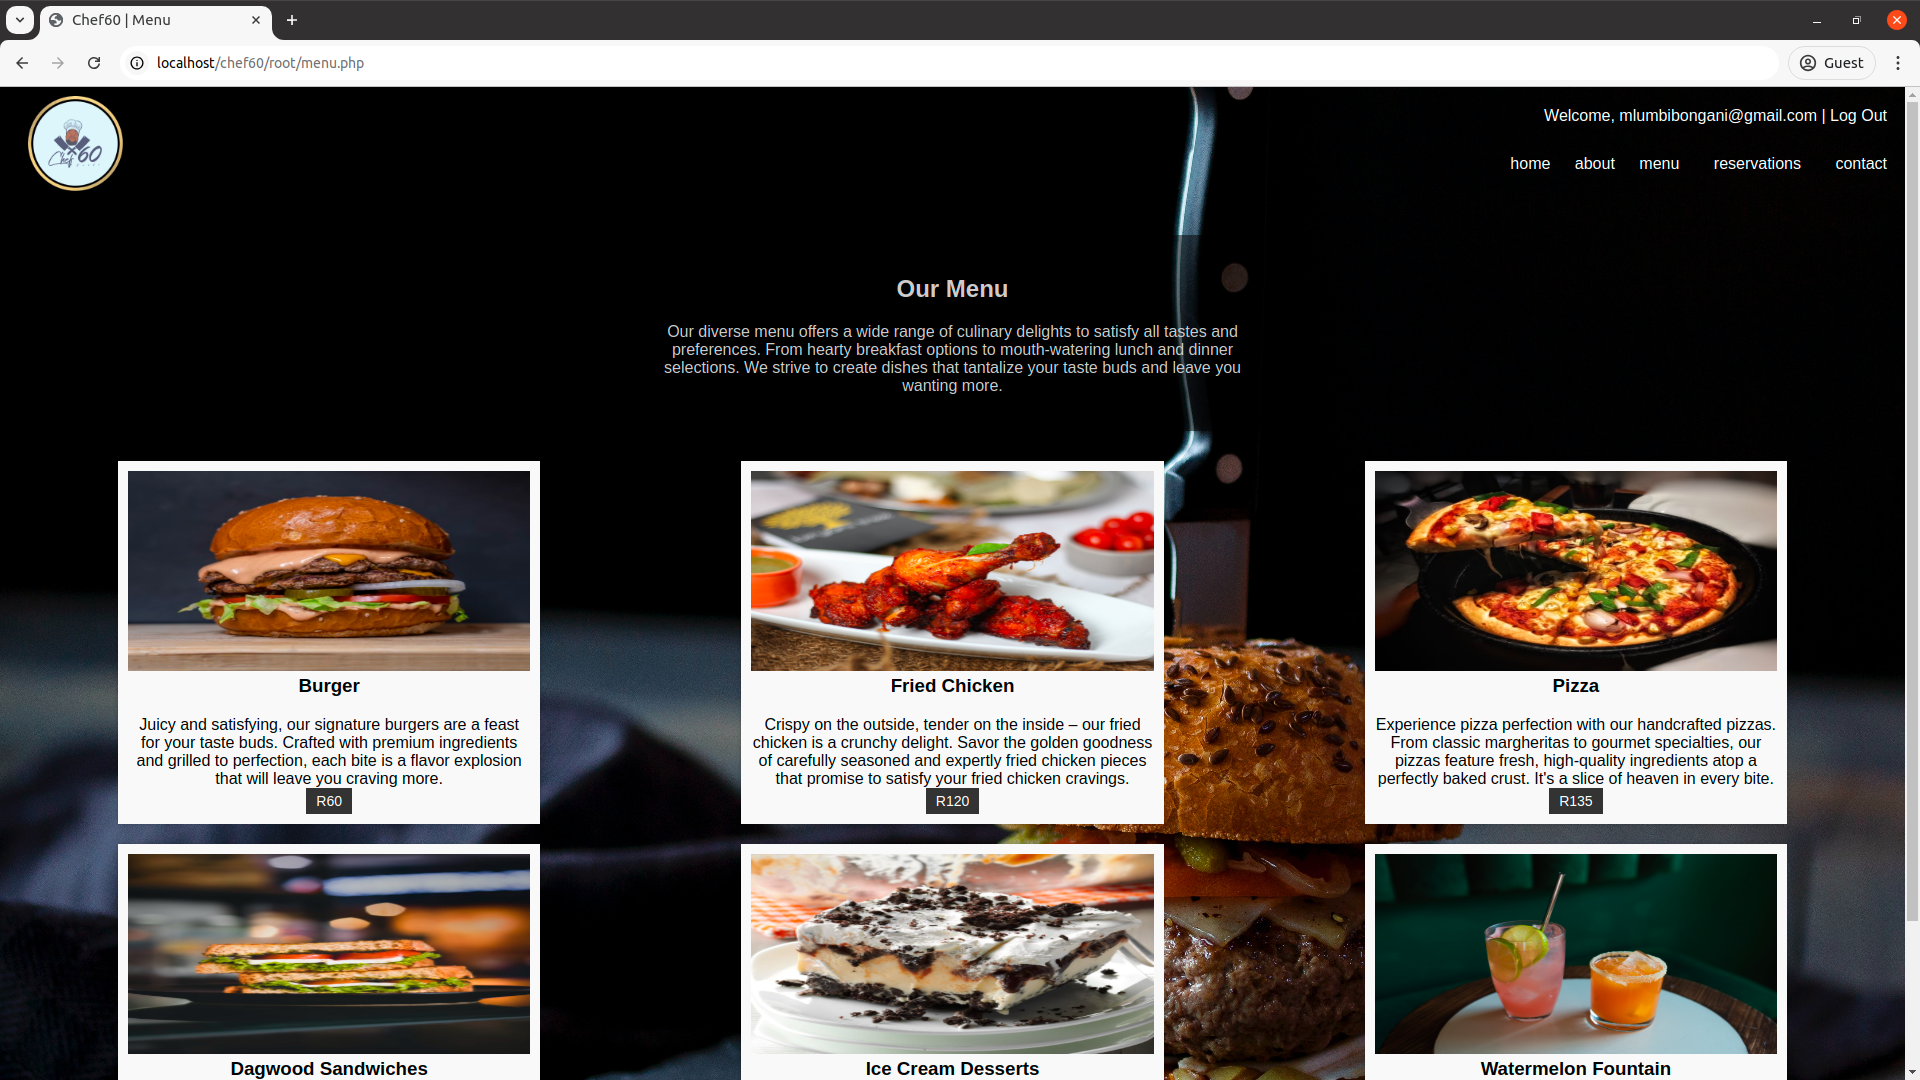 Chef60 | Menu
localhost/chef60/root/menu.php
Guest
Chef 60
Welcome, mlumbibongani@gmail.com | Log Out
home about menu reservations contact
Our Menu
Our diverse menu offers a wide range of culinary delights to satisfy all tastes and
preferences. From hearty breakfast options to mouth-watering lunch and dinner
selections. We strive to create dishes that tantalize your taste buds and leave you
wanting more.
Burger
Juicy and satisfying, our signature burgers are a feast
for your taste buds. Crafted with premium ingredients
and grilled to perfection, each bite is a flavor explosion
that will leave you craving more.
R60
Fried Chicken
Crispy on the outside, tender on the inside – our fried
chicken is a crunchy delight. Savor the golden goodness
of carefully seasoned and expertly fried chicken pieces
that promise to satisfy your fried chicken cravings.
R120
Pizza
Experience pizza perfection with our handcrafted pizzas.
From classic margheritas to gourmet specialties, our
pizzas feature fresh, high-quality ingredients atop a
perfectly baked crust. It's a slice of heaven in every bite.
R135
Dagwood Sandwiches
Ice Cream Desserts
Watermelon Fountain